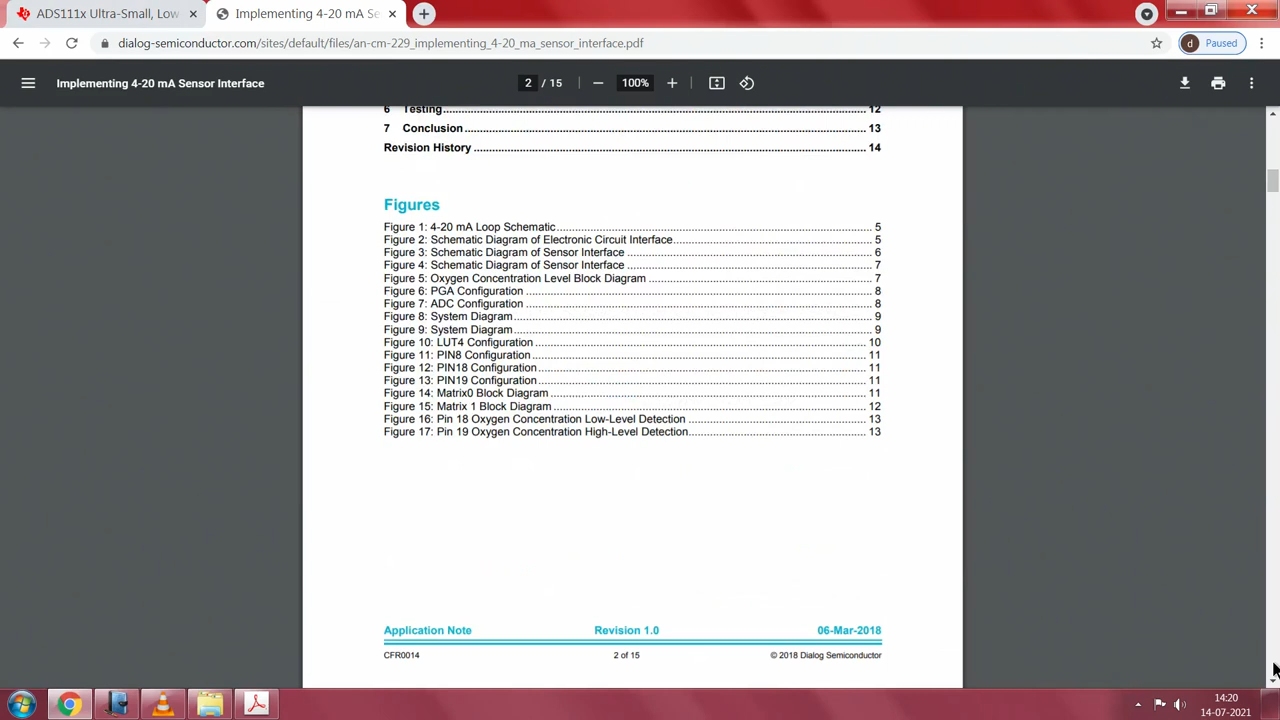 ADS111x Ultra-Small, Low
Implementing 4-20 mA Se
dialog-semiconductor.com/sites/default/files/an-cm-229_implementing_4-20_ma_sensor_interface.pdf
d Paused
Implementing 4-20 mA Sensor Interface
2 / 15
100%
6 Testing 12
7 Conclusion 13
Revision History 14
Figures
Figure 1: 4-20 mA Loop Schematic 5
Figure 2: Schematic Diagram of Electronic Circuit Interface 5
Figure 3: Schematic Diagram of Sensor Interface 6
Figure 4: Schematic Diagram of Sensor Interface 7
Figure 5: Oxygen Concentration Level Block Diagram 7
Figure 6: PGA Configuration 8
Figure 7: ADC Configuration 8
Figure 8: System Diagram 9
Figure 9: System Diagram 9
Figure 10: LUT4 Configuration 10
Figure 11: PIN8 Configuration 11
Figure 12: PIN18 Configuration 11
Figure 13: PIN19 Configuration 11
Figure 14: Matrix0 Block Diagram 11
Figure 15: Matrix 1 Block Diagram 12
Figure 16: Pin 18 Oxygen Concentration Low-Level Detection 13
Figure 17: Pin 19 Oxygen Concentration High-Level Detection 13
Application Note Revision 1.0 06-Mar-2018
CFR0014 2 of 15 © 2018 Dialog Semiconductor
14:20
14-07-2021